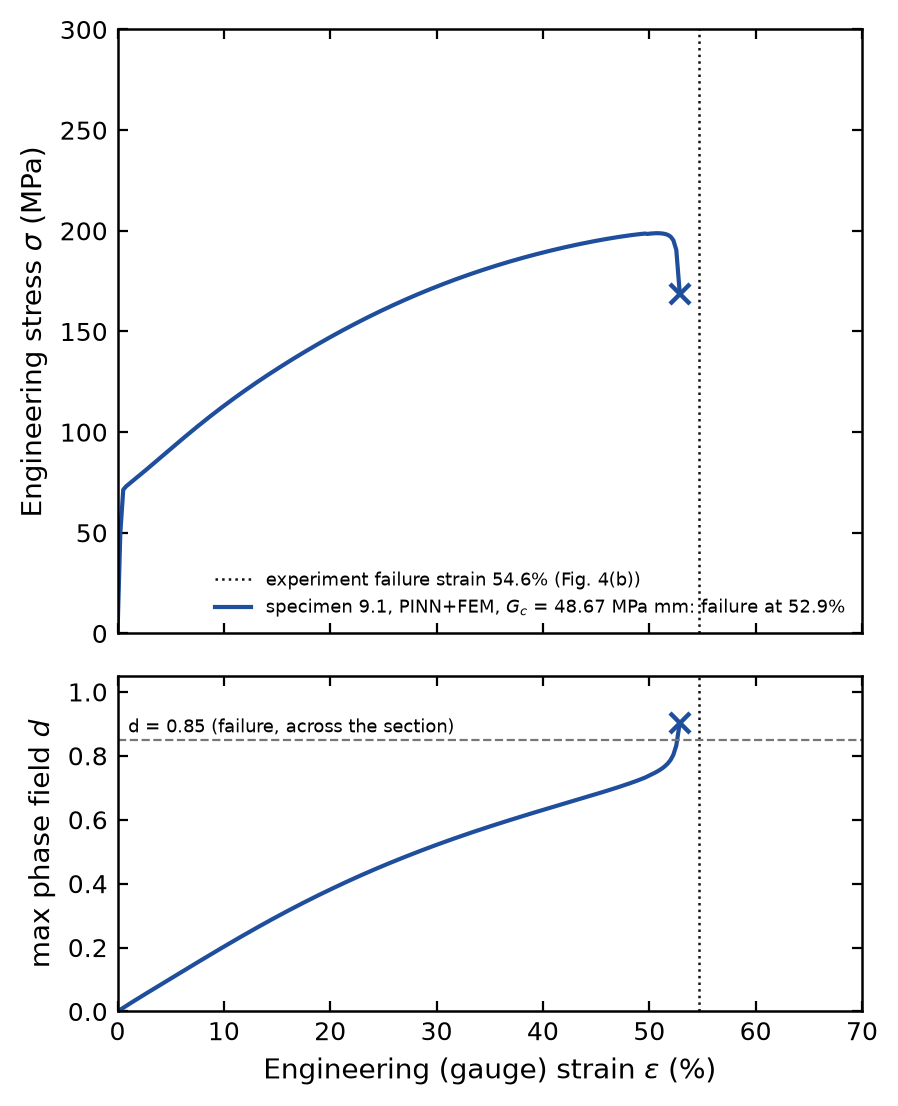 300
250
200
150
100
50
0
Engineering stress σ (MPa)
experiment failure strain 54.6% (Fig. 4(b))
specimen 9.1, PINN+FEM, G_c = 48.67 MPa mm: failure at 52.9%
1.0
0.8
0.6
0.4
0.2
0.0
max phase field d
d = 0.85 (failure, across the section)
0 10 20 30 40 50 60 70
Engineering (gauge) strain ε (%)